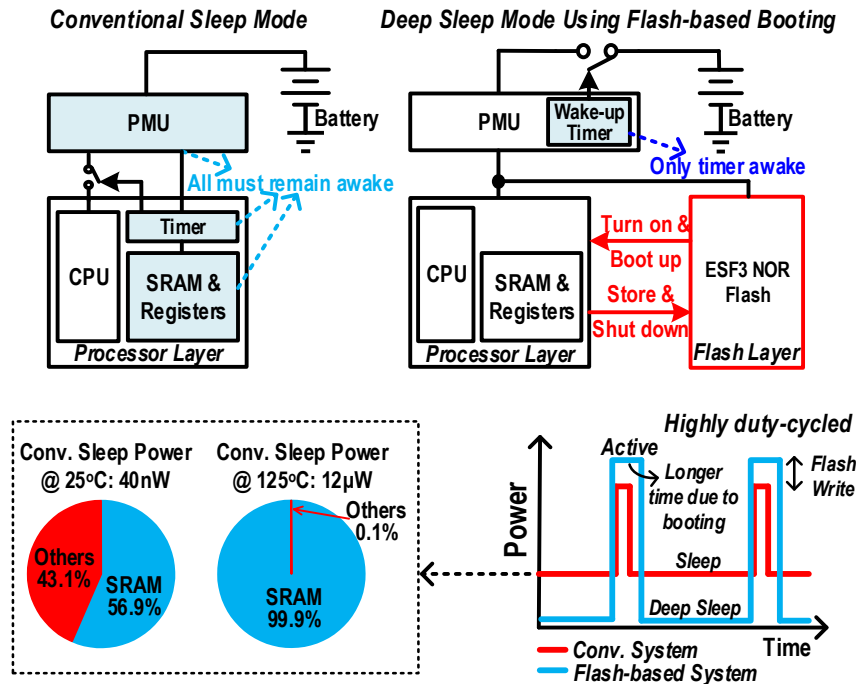 Conventional Sleep Mode
PMU
Battery
All must remain awake
Timer
CPU
SRAM &
Registers
Processor Layer
Deep Sleep Mode Using Flash-based Booting
PMU
Wake-up
Timer
Battery
Only timer awake
CPU
SRAM &
Registers
Processor Layer
Turn on &
Boot up
Store &
Shut down
ESF3 NOR
Flash
Flash Layer
Conv. Sleep Power
@ 25°C: 40nW
Others
43.1%
SRAM
56.9%
Conv. Sleep Power
@ 125°C: 12μW
Others
0.1%
SRAM
99.9%
Highly duty-cycled
Power
Active
Longer
time due to
booting
Flash
Write
Sleep
Deep Sleep
Time
Conv. System
Flash-based System